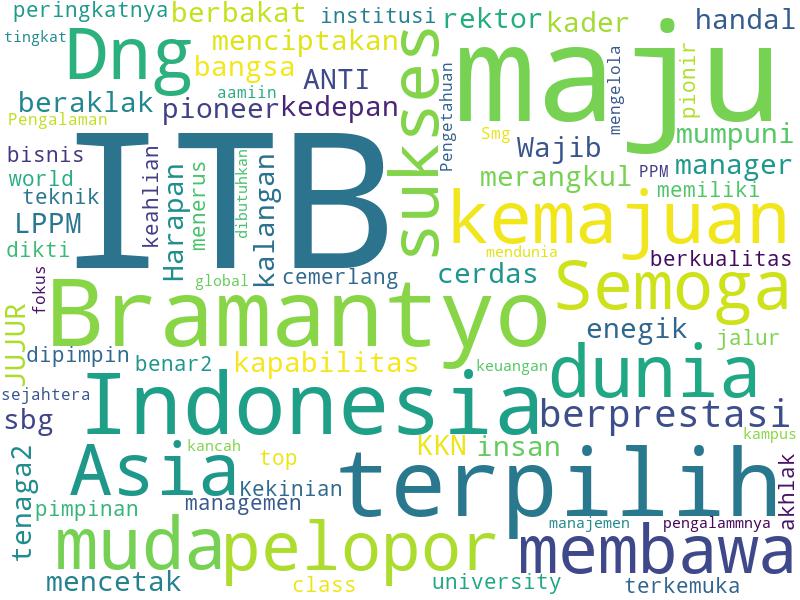 peringkatnya berbakat institusi rektor kader handal
tingkat Dng menciptakan sukses maju
bangsa ANTI mengelola pionir
aamiin
beraklak pioneer kedepan Pengetahuan
Pengalaman Smg mumpuni
ITB Wajib
bisnis keahlian Harapan menerus dibutuhkan kalangan PPM manager
world merangkul memiliki
teknik
LPPM kemajuan
dikti mendunia berkualitas
fokus global cemerlang cerdas Semoga
Bramantyo
JUJUR enegik jalur
dipimpin benar2 kapabilitas keuangan dunia
sejahtera Indonesia
sbg berprestasi
kancah KKN insan kampus
tenaga2 Asia top terpilih akhlak
Kekinian
pimpinan managemen
manajemen pengalammnya
muda pelopor membawa
mencetak class university terkemuka